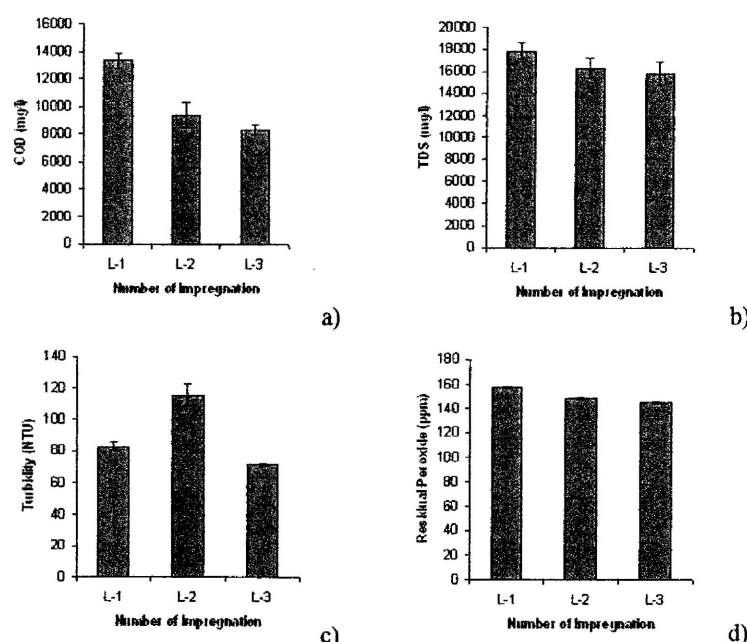 16000
14000
12000
10000
8000
6000
4000
2000
0
COD (mg/l)
L-1 L-2 L-3
Number of Impregnation
a)
20000
18000
16000
14000
12000
10000
8000
6000
4000
2000
0
TDS (mg/l)
L-1 L-2 L-3
Number of Impregnation
b)
140
120
100
80
60
40
20
0
Turbidity (NTU)
L-1 L-2 L-3
Number of Impregnation
c)
180
160
140
120
100
80
60
40
20
0
Residual Peroxide (ppm)
L-1 L-2 L-3
Number of Impregnation
d)